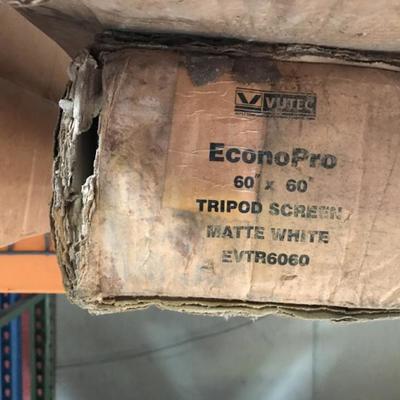 VUTEC
EconoPro
60" x 60"
TRIPOD SCREEN
MATTE WHITE
EVTR6060